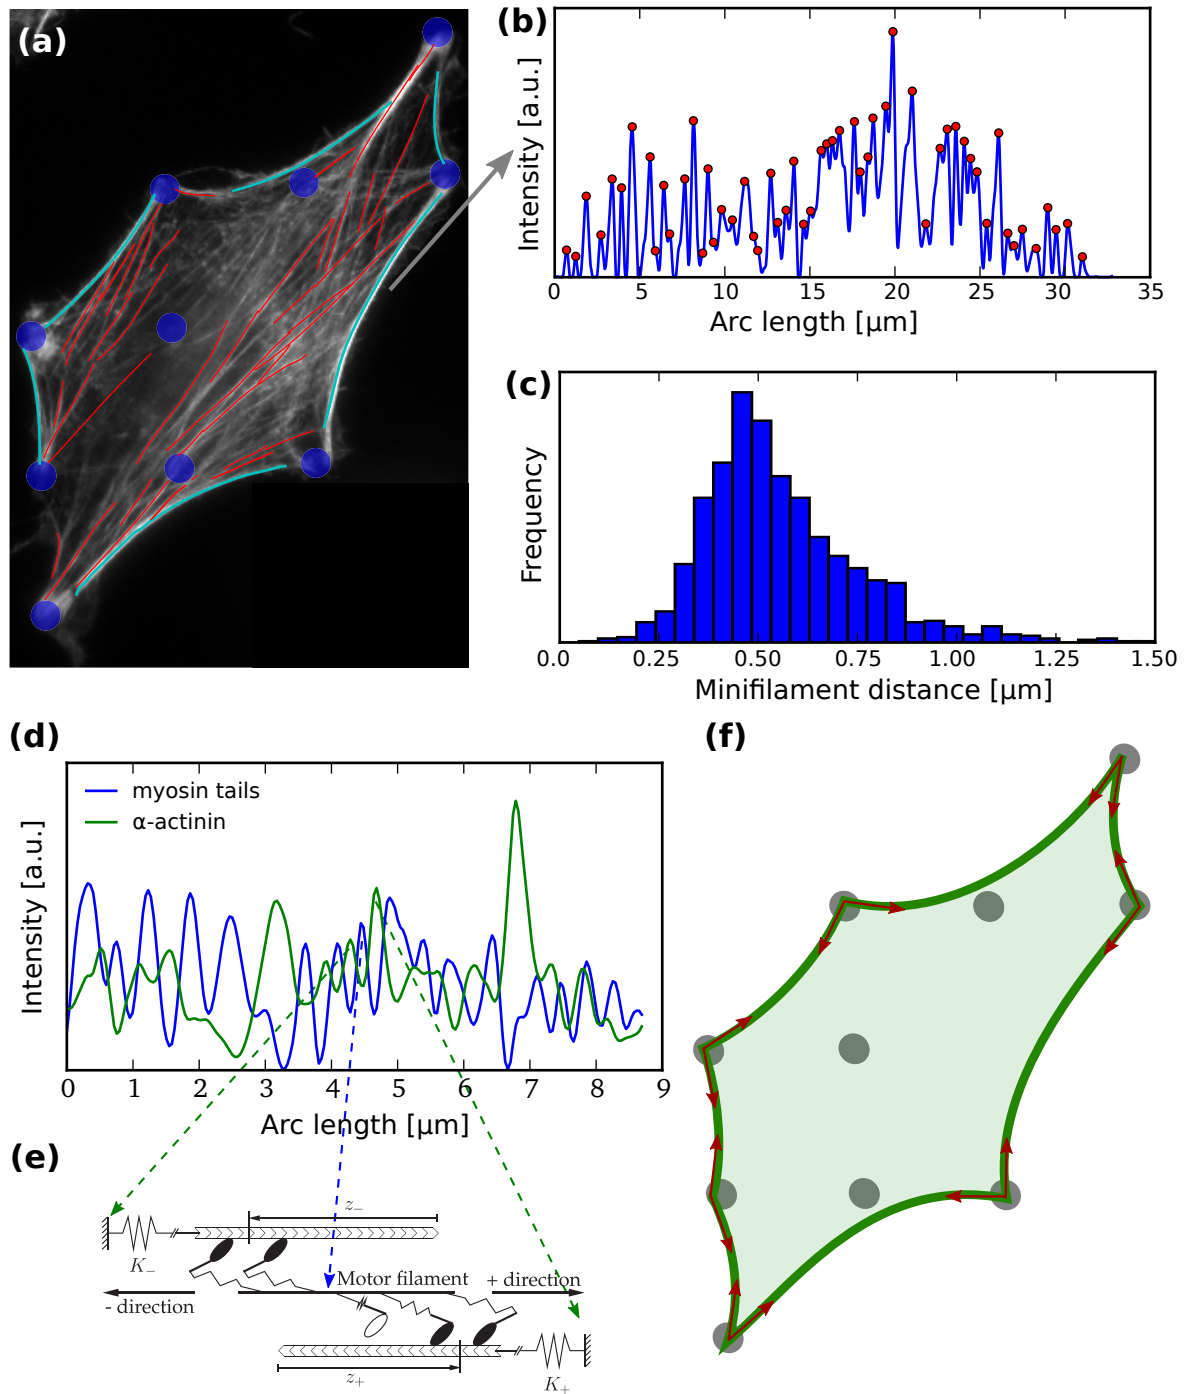 (a)
(b)
Intensity [a.u.]
0 5 10 15 20 25 30 35
Arc length [µm]
(c)
Frequency
0.0 0.25 0.50 0.75 1.00 1.25 1.50
Minifilament distance [µm]
(d)
myosin tails
α-actinin
Intensity [a.u.]
0 1 2 3 4 5 6 7 8 9
Arc length [µm]
(e)
z₋
K₋
Motor filament
+ direction
- direction
z₊
K₊
(f)